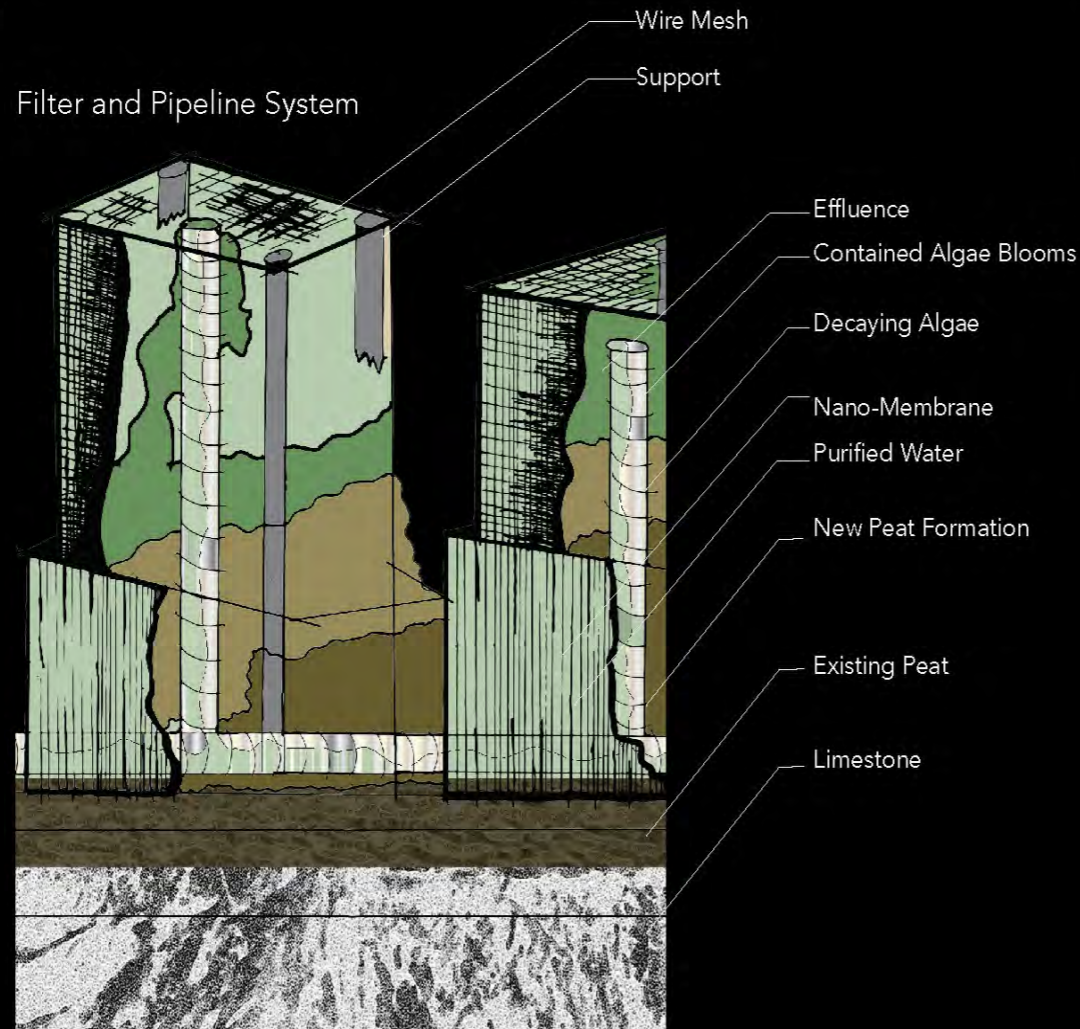 Wire Mesh
Support
Filter and Pipeline System
Effluence
Contained Algae Blooms
Decaying Algae
Nano-Membrane
Purified Water
New Peat Formation
Existing Peat
Limestone